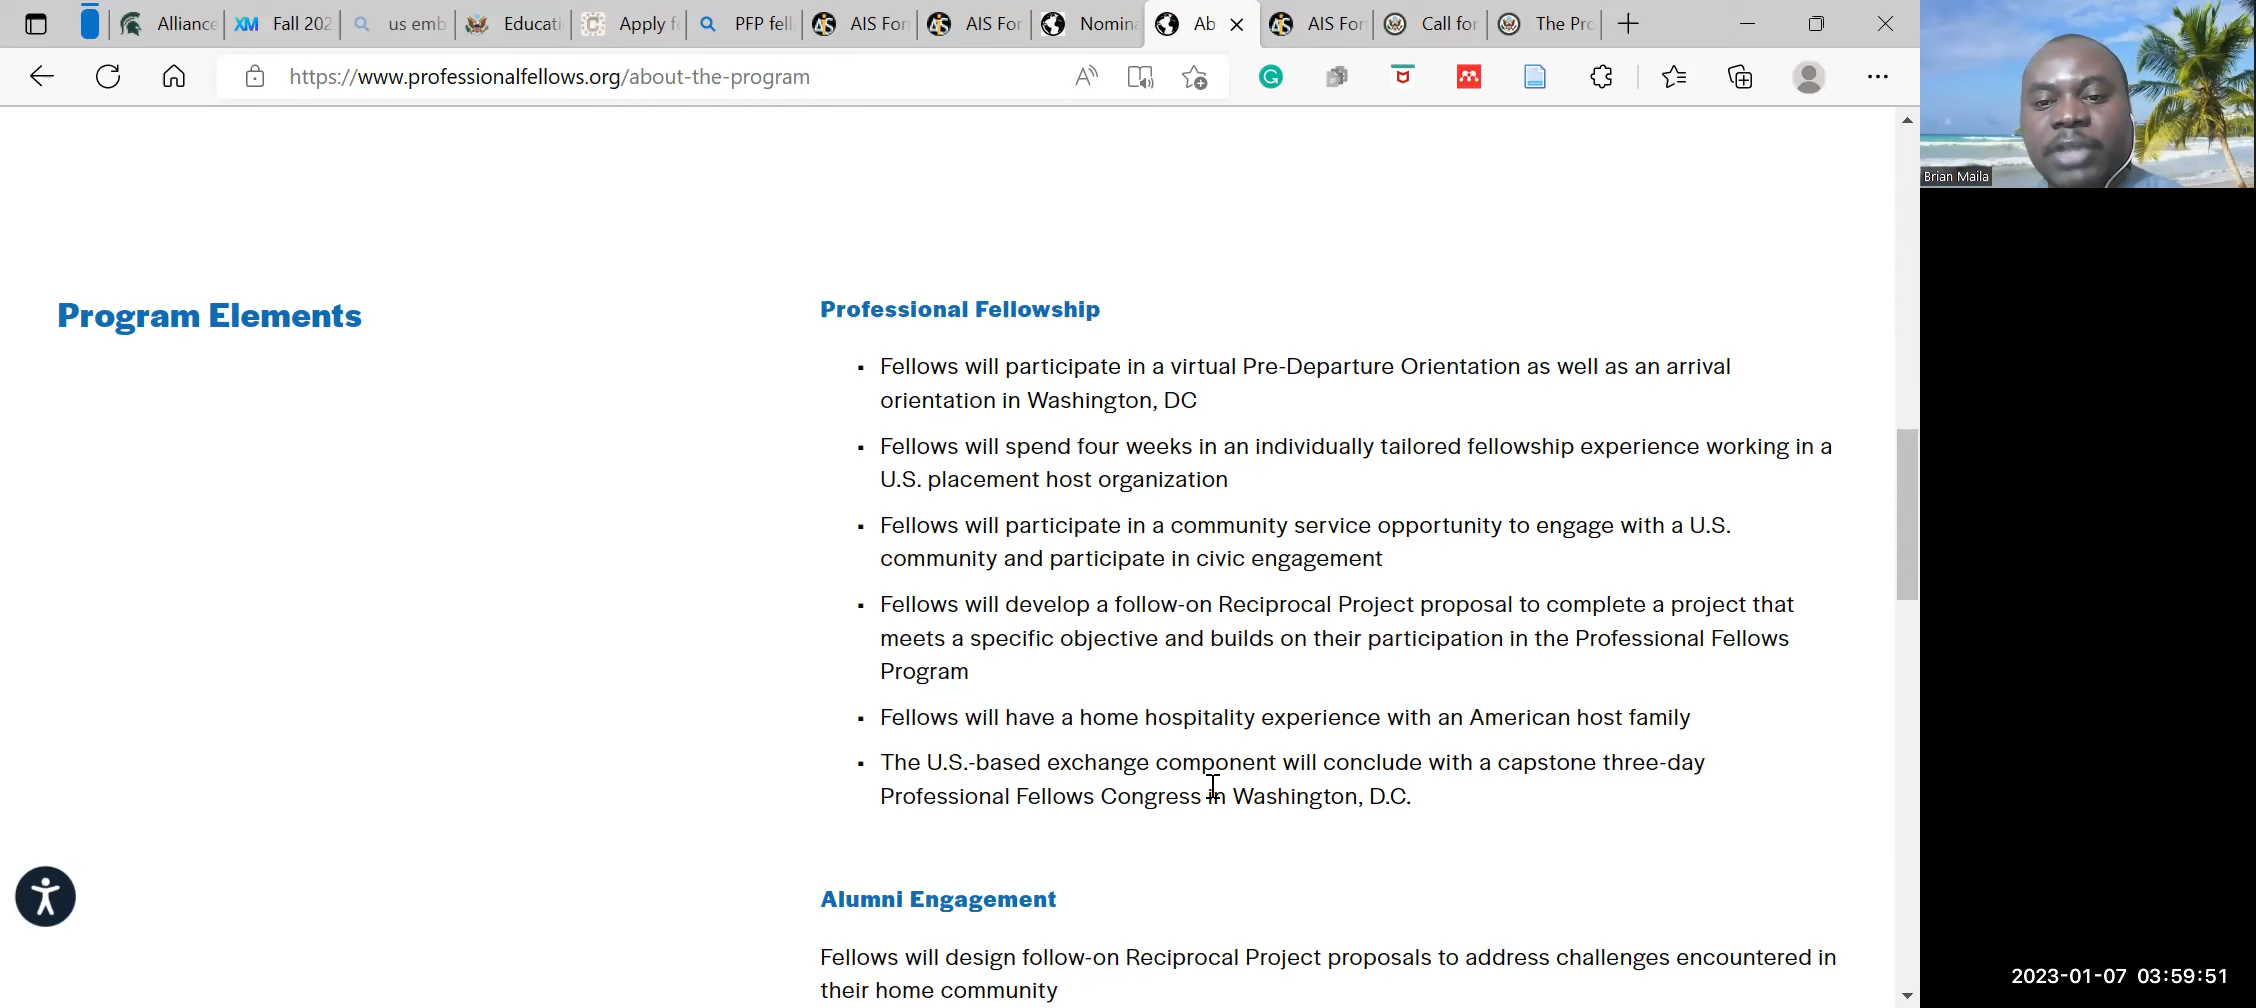 Alliance
Fall 202
us emb
Educati
Apply f
PFP fell
AIS For
AIS For
Nomina
Ab
AIS For
Call for
The Pro
https://www.professionalfellows.org/about-the-program
Brian Maila
Program Elements
Professional Fellowship
▪ Fellows will participate in a virtual Pre-Departure Orientation as well as an arrival
orientation in Washington, DC
▪ Fellows will spend four weeks in an individually tailored fellowship experience working in a
U.S. placement host organization
▪ Fellows will participate in a community service opportunity to engage with a U.S.
community and participate in civic engagement
▪ Fellows will develop a follow-on Reciprocal Project proposal to complete a project that
meets a specific objective and builds on their participation in the Professional Fellows
Program
▪ Fellows will have a home hospitality experience with an American host family
▪ The U.S.-based exchange component will conclude with a capstone three-day
Professional Fellows Congress in Washington, D.C.
Alumni Engagement
Fellows will design follow-on Reciprocal Project proposals to address challenges encountered in
their home community
2023-01-07 03:59:51